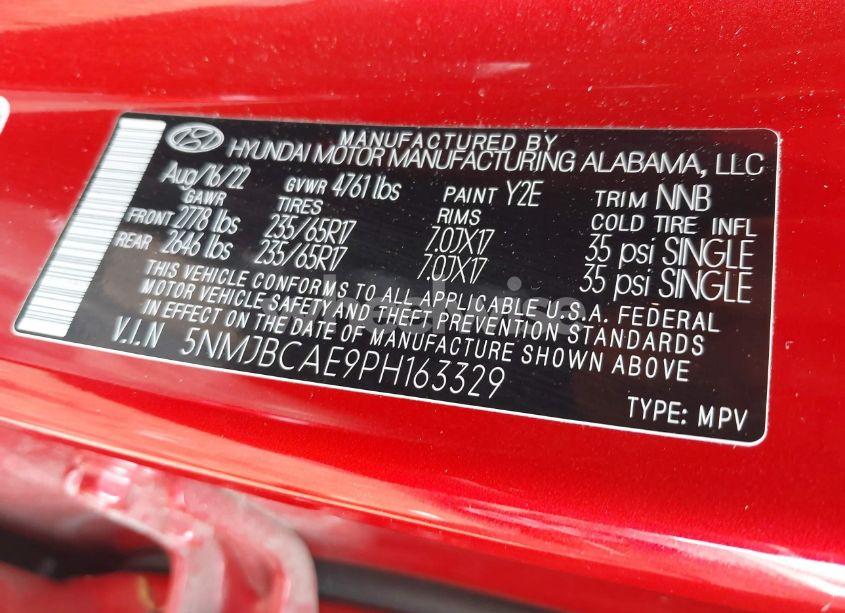 MANUFACTURED BY
HYUNDAI MOTOR MANUFACTURING ALABAMA, LLC
Aug/16/22 GVWR 4761 lbs PAINT Y2E TRIM NNB
GAWR TIRES RIMS COLD TIRE INFL
FRONT 2778 lbs 235/65R17 7.0JX17 35 psi SINGLE
REAR 2646 lbs 235/65R17 7.0JX17 35 psi SINGLE
THIS VEHICLE CONFORMS TO ALL APPLICABLE U.S.A. FEDERAL
MOTOR VEHICLE SAFETY AND THEFT PREVENTION STANDARDS
IN EFFECT ON THE DATE OF MANUFACTURE SHOWN ABOVE
V.I.N 5NMJBCAE9PH163329
TYPE: MPV